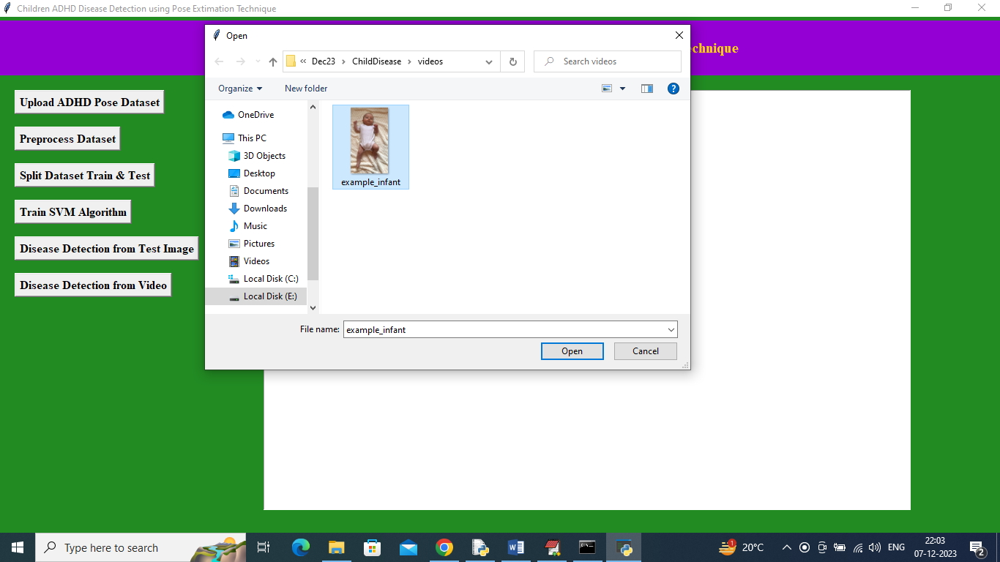 Children ADHD Disease Detection using Pose Extimation Technique
echnique
Open
« Dec23 › ChildDisease › videos
Search videos
Organize
New folder
OneDrive
This PC
3D Objects
Desktop
Documents
Downloads
Music
Pictures
Videos
Local Disk (C:)
Local Disk (E:)
example_infant
File name: example_infant
Open
Cancel
Upload ADHD Pose Dataset
Preprocess Dataset
Split Dataset Train & Test
Train SVM Algorithm
Disease Detection from Test Image
Disease Detection from Video
Type here to search
1
20°C
ENG
22:03
07-12-2023
2